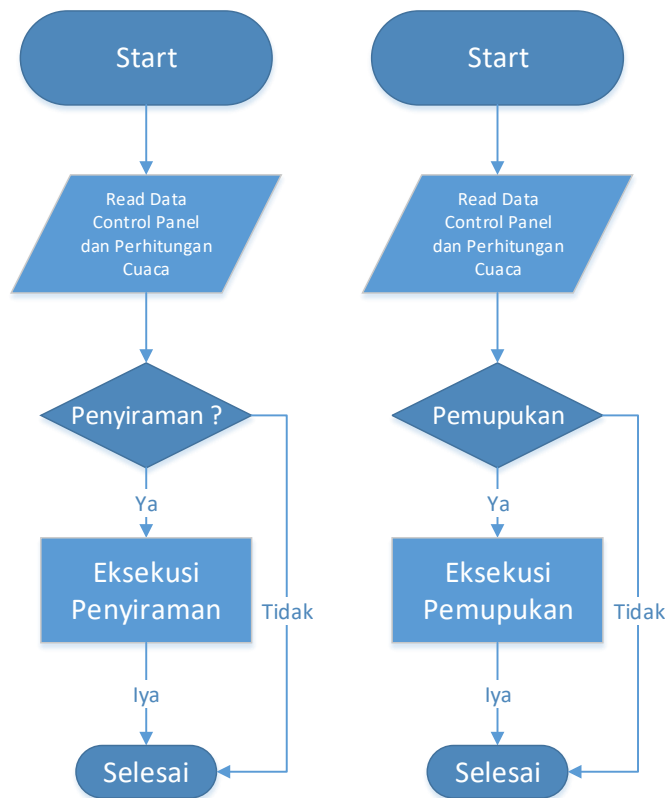 Start
Read Data
Control Panel
dan Perhitungan
Cuaca
Penyiraman ?
Ya
Eksekusi
Penyiraman
Tidak
Iya
Selesai
Start
Read Data
Control Panel
dan Perhitungan
Cuaca
Pemupukan
Ya
Eksekusi
Pemupukan
Tidak
Iya
Selesai